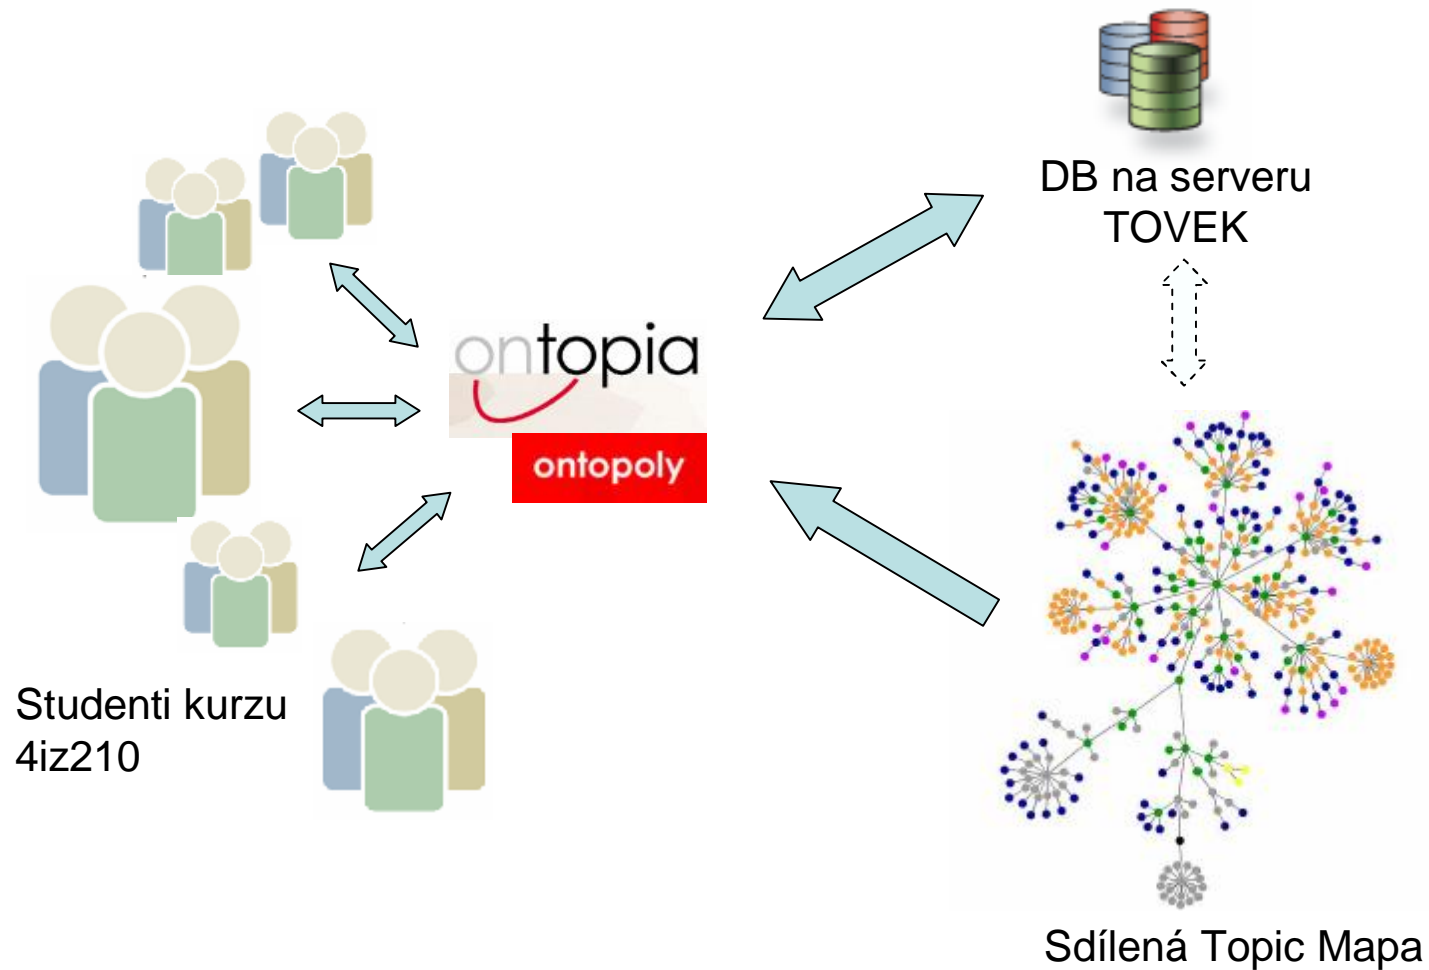 DB na serveru
TOVEK
ontopia
ontopoly
Studenti kurzu
4iz210
Sdílená Topic Mapa